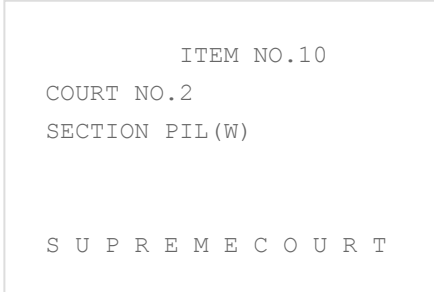 ITEM NO.10
COURT NO.2
SECTION PIL(W)
S U P R E M E C O U R T